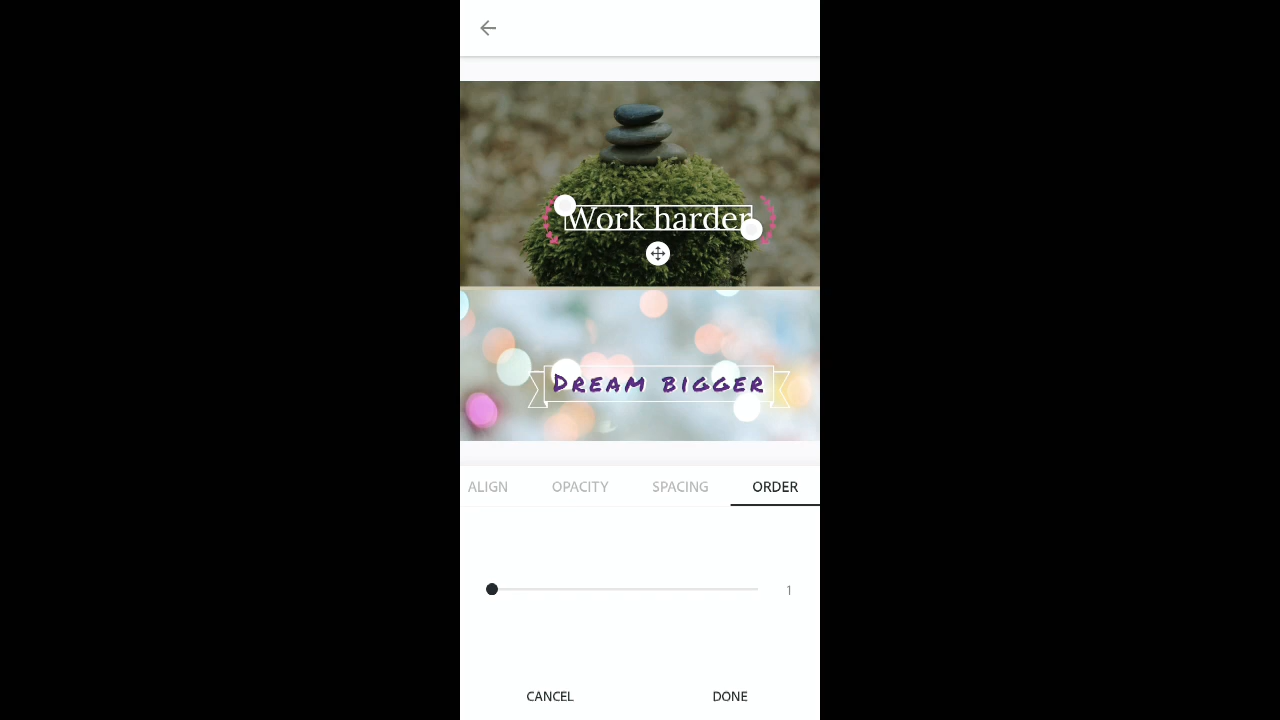 Work harder
DREAM BIGGER
ALIGN OPACITY SPACING ORDER
1
CANCEL DONE